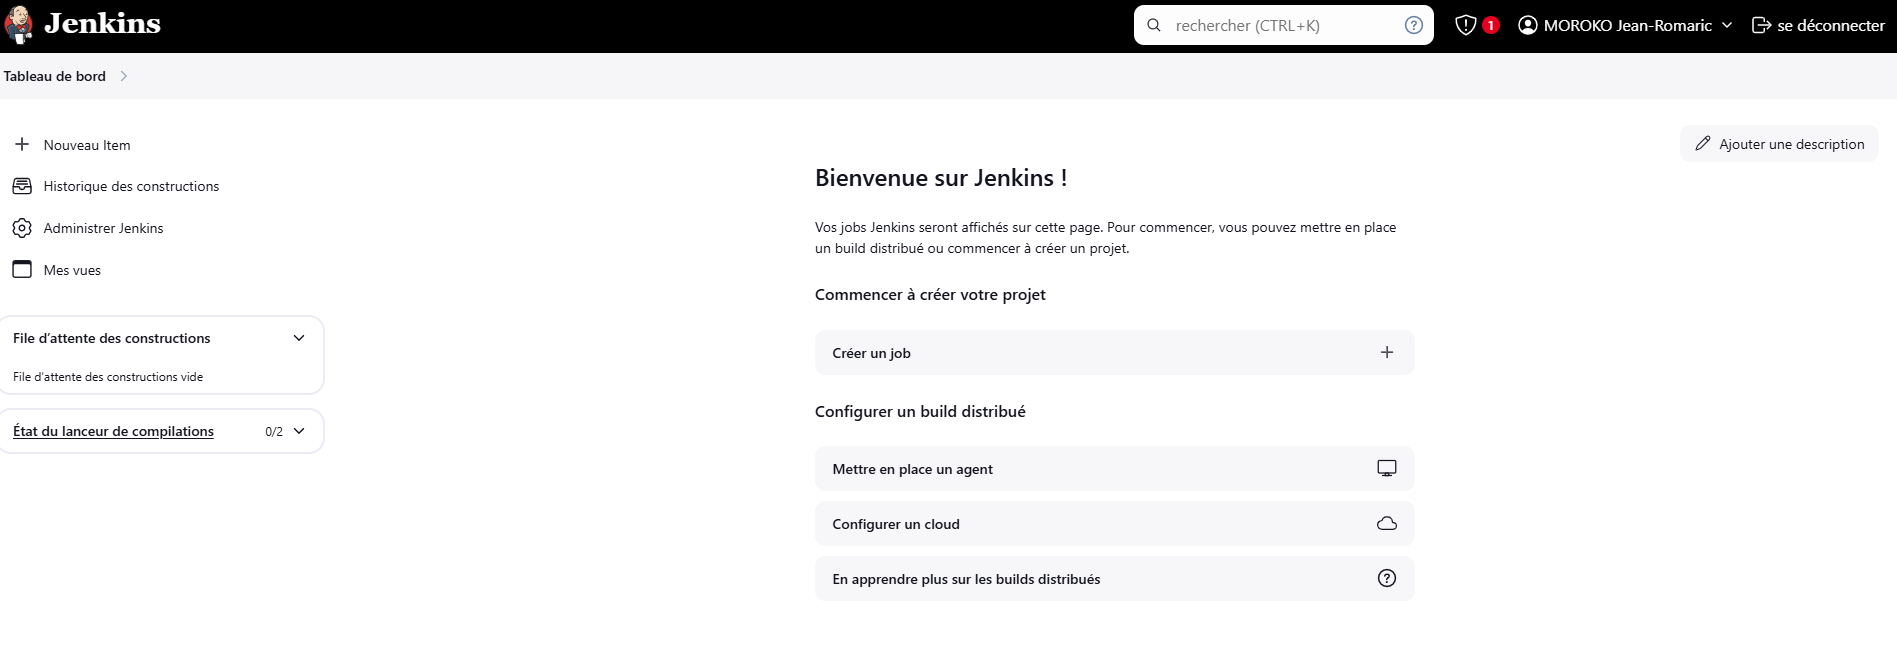 Jenkins
rechercher (CTRL+K)
?
1
MOROKO Jean-Romaric
se déconnecter
Tableau de bord
Nouveau Item
Historique des constructions
Administrer Jenkins
Mes vues
File d'attente des constructions
File d'attente des constructions vide
État du lanceur de compilations
0/2
Ajouter une description
Bienvenue sur Jenkins !
Vos jobs Jenkins seront affichés sur cette page. Pour commencer, vous pouvez mettre en place
un build distribué ou commencer à créer un projet.
Commencer à créer votre projet
Créer un job
Configurer un build distribué
Mettre en place un agent
Configurer un cloud
En apprendre plus sur les builds distribués
?